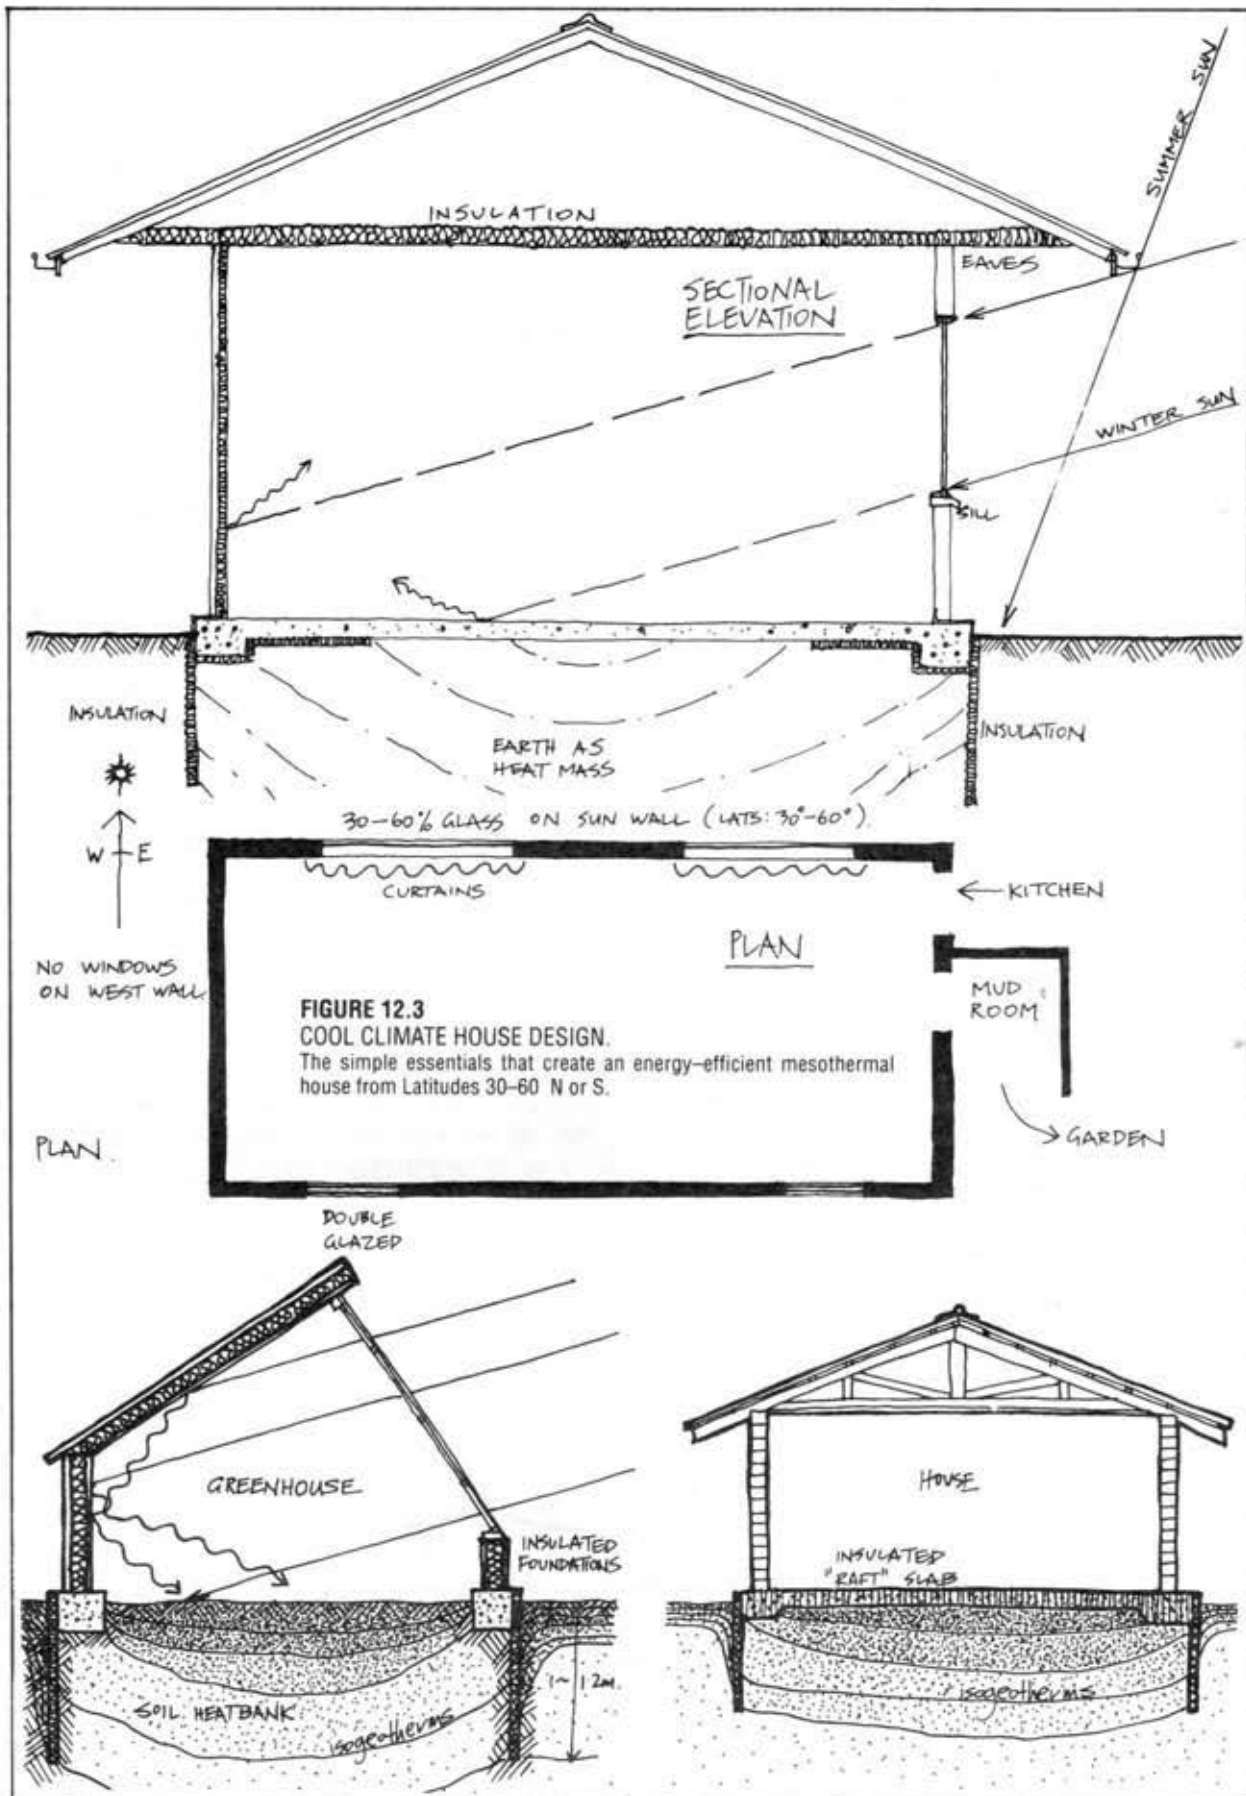 SUMMER SUN
INSULATION
EAVES
SECTIONAL
ELEVATION
WINTER SUN
SILL
INSULATION
INSULATION
EARTH AS
HEAT MASS
30-60% GLASS ON SUN WALL (LATS: 30°-60°).
W E
CURTAINS
KITCHEN
PLAN
NO WINDOWS
ON WEST WALL
MUD
ROOM
FIGURE 12.3
COOL CLIMATE HOUSE DESIGN.
The simple essentials that create an energy–efficient mesothermal
house from Latitudes 30–60 N or S.
PLAN.
GARDEN
DOUBLE
GLAZED
GREENHOUSE
INSULATED
FOUNDATIONS
HOUSE
INSULATED
"RAFT" SLAB
1~1.2m.
SOIL HEATBANK
isogeotherms
isogeotherms